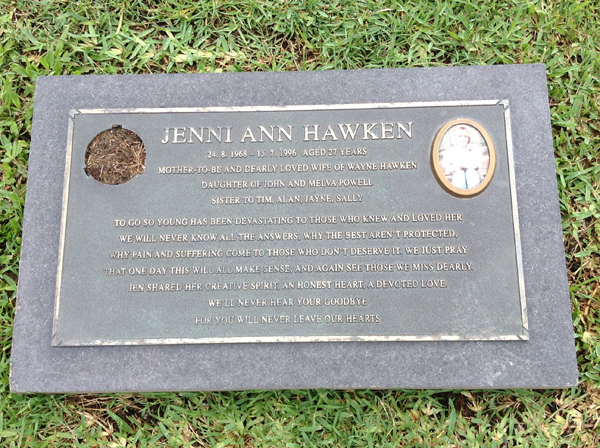 JENNI ANN HAWKEN
24. 8. 1968 - 15. 7. 1996 AGED 27 YEARS
MOTHER-TO-BE AND DEARLY LOVED WIFE OF WAYNE HAWKEN
DAUGHTER OF JOHN AND MELVA POWELL
SISTER TO TIM, ALAN, JAYNE, SALLY
TO GO SO YOUNG HAS BEEN DEVASTATING TO THOSE WHO KNEW AND LOVED HER.
WE WILL NEVER KNOW ALL THE ANSWERS, WHY THE BEST AREN'T PROTECTED,
WHY PAIN AND SUFFERING COME TO THOSE WHO DON'T DESERVE IT. WE JUST PRAY
THAT ONE DAY THIS WILL ALL MAKE SENSE, AND AGAIN SEE THOSE WE MISS DEARLY.
JEN SHARED HER CREATIVE SPIRIT, AN HONEST HEART, A DEVOTED LOVE.
WE'LL NEVER HEAR YOUR GOODBYE
FOR YOU WILL NEVER LEAVE OUR HEARTS